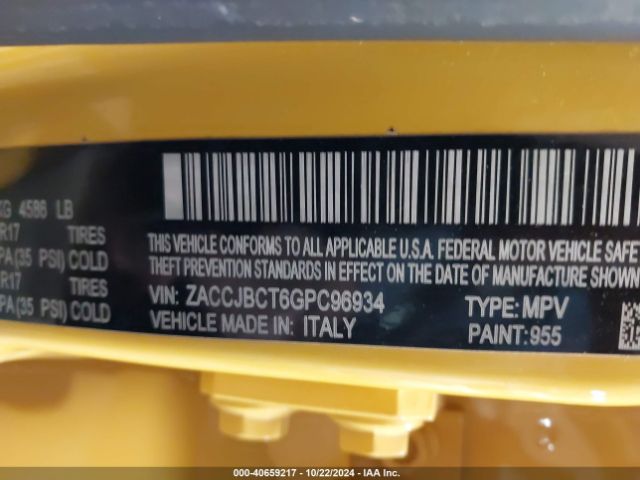 KG 4586 LB
R17 TIRES
PA(35 PSI) COLD
R17 TIRES
PA(35 PSI) COLD
THIS VEHICLE CONFORMS TO ALL APPLICABLE U.S.A. FEDERAL MOTOR VEHICLE SAFE
THEFT PREVENTION STANDARDS IN EFFECT ON THE DATE OF MANUFACTURE SHOWN
VIN: ZACCJBCT6GPC96934 TYPE: MPV
VEHICLE MADE IN: ITALY PAINT: 955
000-40659217 - 10/22/2024 - IAA Inc.